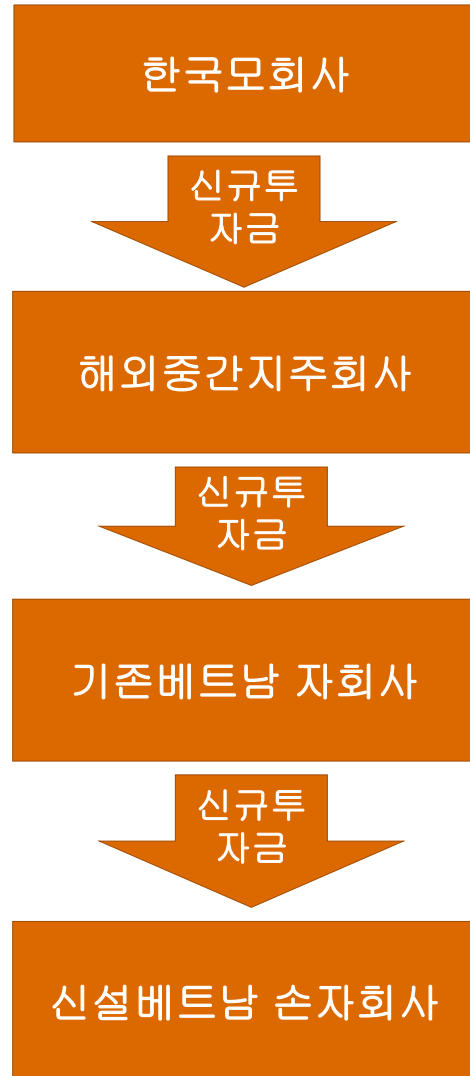 한국모회사
신규투
자금
해외중간지주회사
신규투
자금
기존베트남 자회사
신규투
자금
신설베트남 손자회사